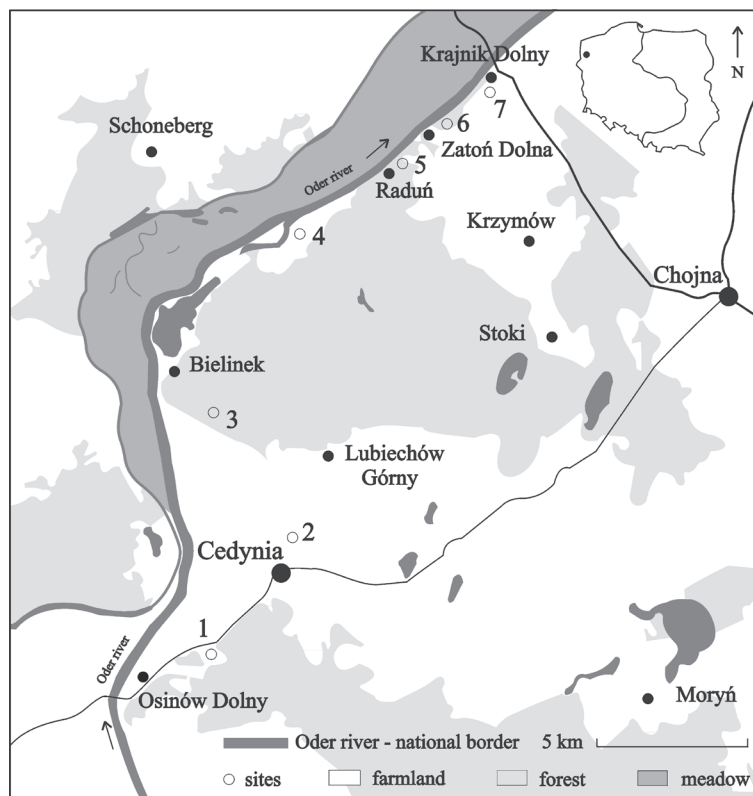 Krajnik Dolny
N
7
Schoneberg
6
Zatoń Dolna
Oder river
5
Raduń
Krzymów
4
Chojna
Stoki
Bielinek
3
Lubiechów
Górny
2
Cedynia
1
Oder river
Osinów Dolny
Moryń
Oder river - national border
5 km
sites
farmland
forest
meadow